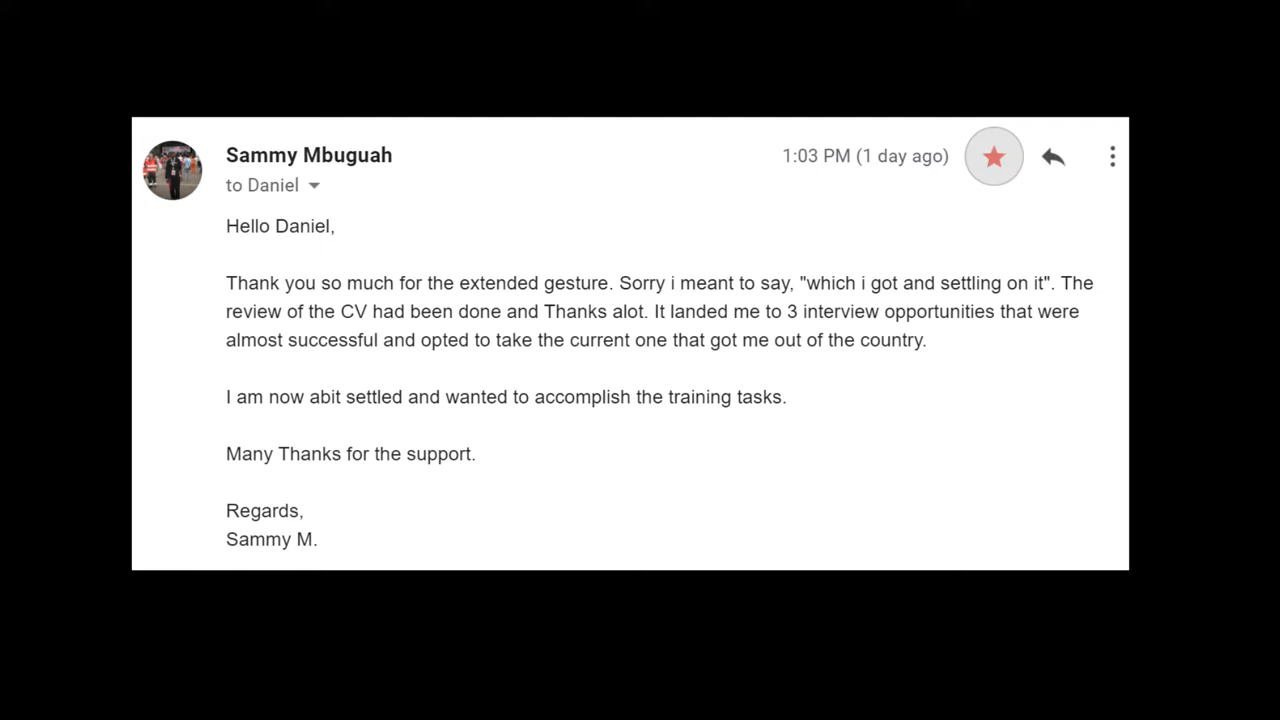 Sammy Mbuguah
1:03 PM (1 day ago)
to Daniel
Hello Daniel,
Thank you so much for the extended gesture. Sorry i meant to say, "which i got and settling on it". The
review of the CV had been done and Thanks alot. It landed me to 3 interview opportunities that were
almost successful and opted to take the current one that got me out of the country.
I am now abit settled and wanted to accomplish the training tasks.
Many Thanks for the support.
Regards,
Sammy M.